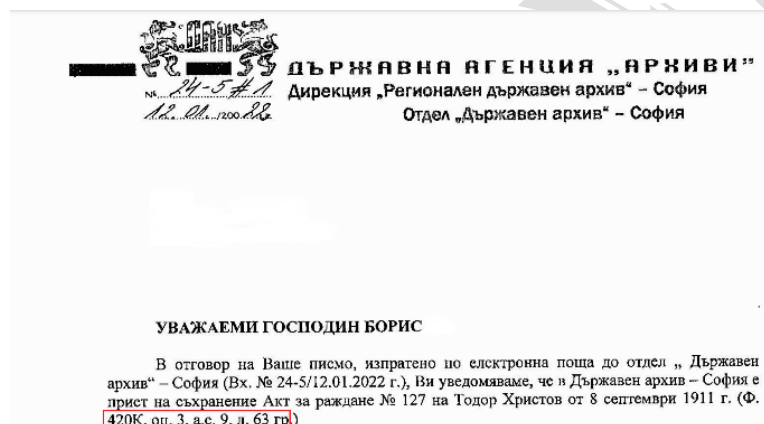 ДАА
ДЪРЖАВНА АГЕНЦИЯ „АРХИВИ”
№ 24-5#1 Дирекция „Регионален държавен архив“ – София
12. 01. /200 22 Отдел „Държавен архив“ – София
УВАЖАЕМИ ГОСПОДИН БОРИС
В отговор на Ваше писмо, изпратено по електронна поща до отдел „ Държавен
архив“ – София (Вх. № 24-5/12.01.2022 г.), Ви уведомяваме, че в Държавен архив – София е
прист на съхранение Акт за раждане № 127 на Тодор Христов от 8 септември 1911 г. (Ф.
420К, оп. 3, а.е. 9, л. 63 гр.)